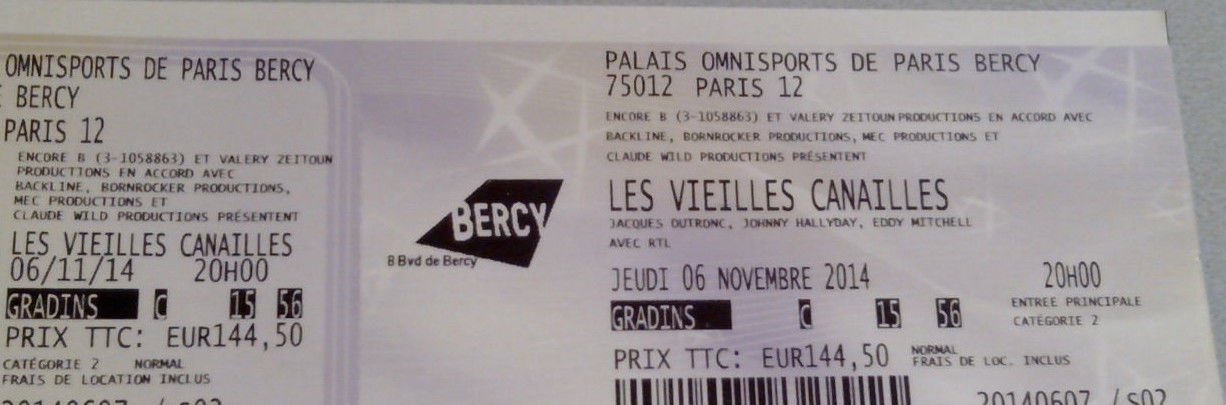 OMNISPORTS DE PARIS BERCY
BERCY
PARIS 12
ENCORE B (3-1058863) ET VALERY ZEITOUN
PRODUCTIONS EN ACCORD AVEC
BACKLINE, BORNROCKER PRODUCTIONS,
MEC PRODUCTIONS ET
CLAUDE WILD PRODUCTIONS PRÉSENTENT
LES VIEILLES CANAILLES
06/11/14 20H00
GRADINS C 15 56
PRIX TTC: EUR144,50
CATÉGORIE 2 NORMAL
FRAIS DE LOCATION INCLUS
BERCY
8 Bvd de Bercy
PALAIS OMNISPORTS DE PARIS BERCY
75012 PARIS 12
ENCORE B (3-1058863) ET VALERY ZEITOUN PRODUCTIONS EN ACCORD AVEC
BACKLINE, BORNROCKER PRODUCTIONS, MEC PRODUCTIONS ET
CLAUDE WILD PRODUCTIONS PRÉSENTENT
LES VIEILLES CANAILLES
JACQUES DUTRONC, JOHNNY HALLYDAY, EDDY MITCHELL
AVEC RTL
JEUDI 06 NOVEMBRE 2014 20H00
ENTREE PRINCIPALE
GRADINS C 15 56 CATÉGORIE 2
PRIX TTC: EUR144,50 NORMAL
FRAIS DE LOC. INCLUS
20140607 / s02